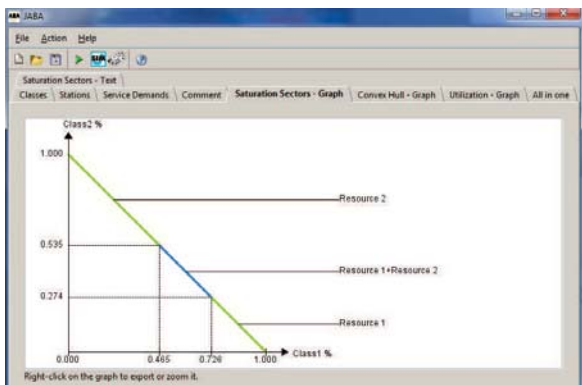 JABA
File Action Help
Saturation Sectors - Text
Classes Stations Service Demands Comment Saturation Sectors - Graph Convex Hull - Graph Utilization - Graph All in one
Class2 %
1.000
Resource 2
0.535
Resource 1+Resource 2
0.274
Resource 1
0.000 0.465 0.726 1.000 Class1 %
Right-click on the graph to export or zoom it.